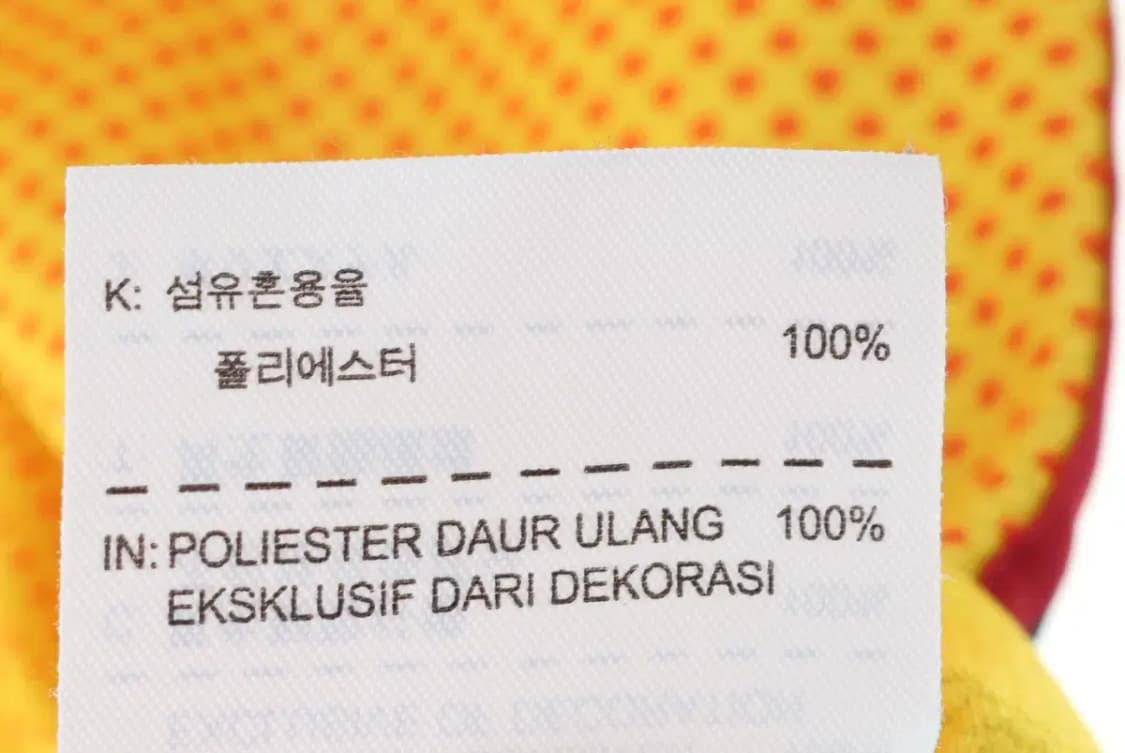 K: 섬유혼용율
폴리에스터 100%
IN: POLIESTER DAUR ULANG 100%
EKSKLUSIF DARI DEKORASI